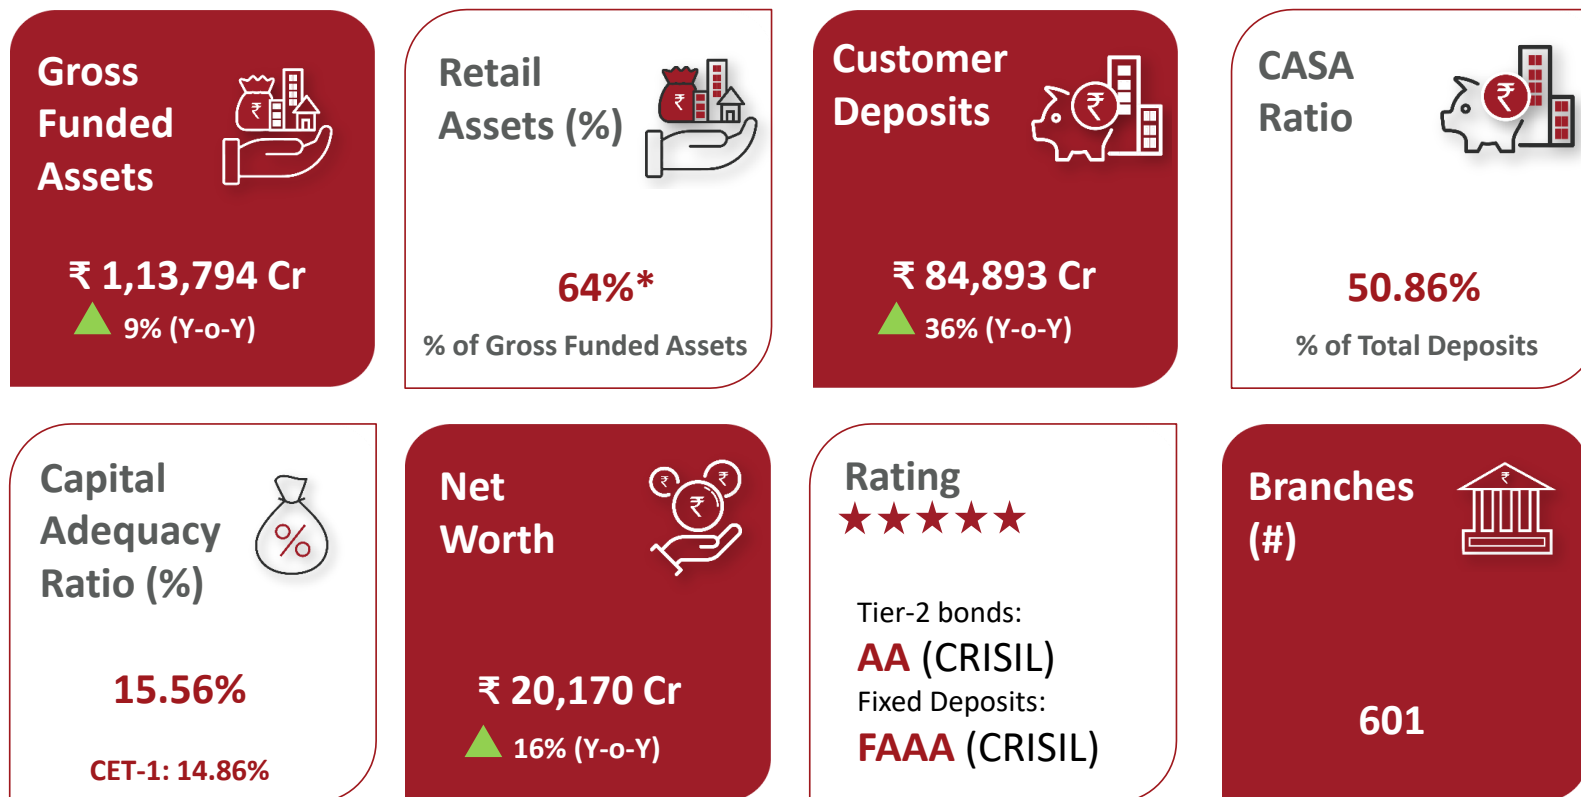 Gross
Funded
Assets
₹
₹ 1,13,794 Cr
9% (Y-o-Y)
Retail
Assets (%)
₹
64%*
% of Gross Funded Assets
Customer
Deposits
₹
₹ 84,893 Cr
36% (Y-o-Y)
CASA
Ratio
₹
50.86%
% of Total Deposits
Capital
Adequacy
Ratio (%)
%
15.56%
CET-1: 14.86%
Net
Worth
₹ ₹ ₹
₹ 20,170 Cr
16% (Y-o-Y)
Rating
Tier-2 bonds:
AA (CRISIL)
Fixed Deposits:
FAAA (CRISIL)
Branches
(#)
₹
601